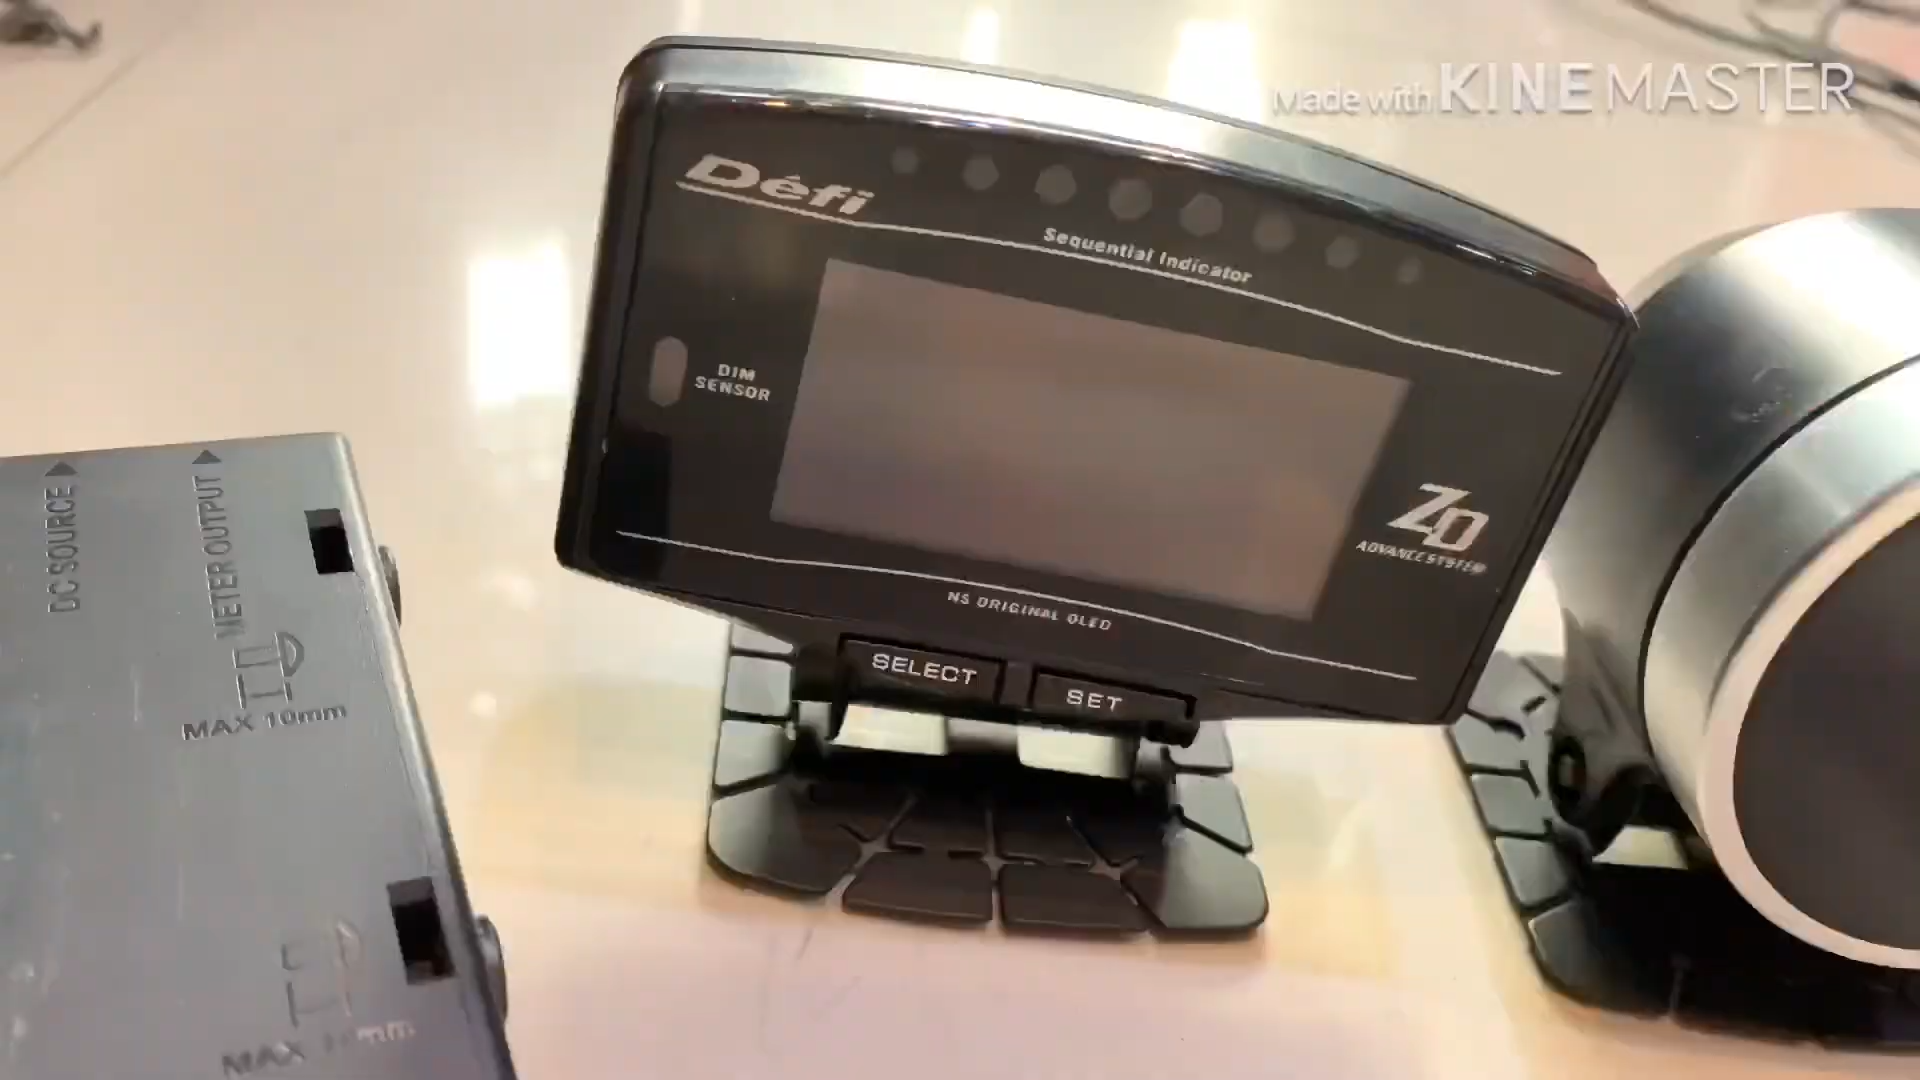 Made with KINEMASTER
Défi
Sequential Indicator
DIM
SENSOR
ZD
ADVANCE SYSTEM
NS ORIGINAL OLED
SELECT
SET
DC SOURCE
METER OUTPUT
MAX 10mm
MAX